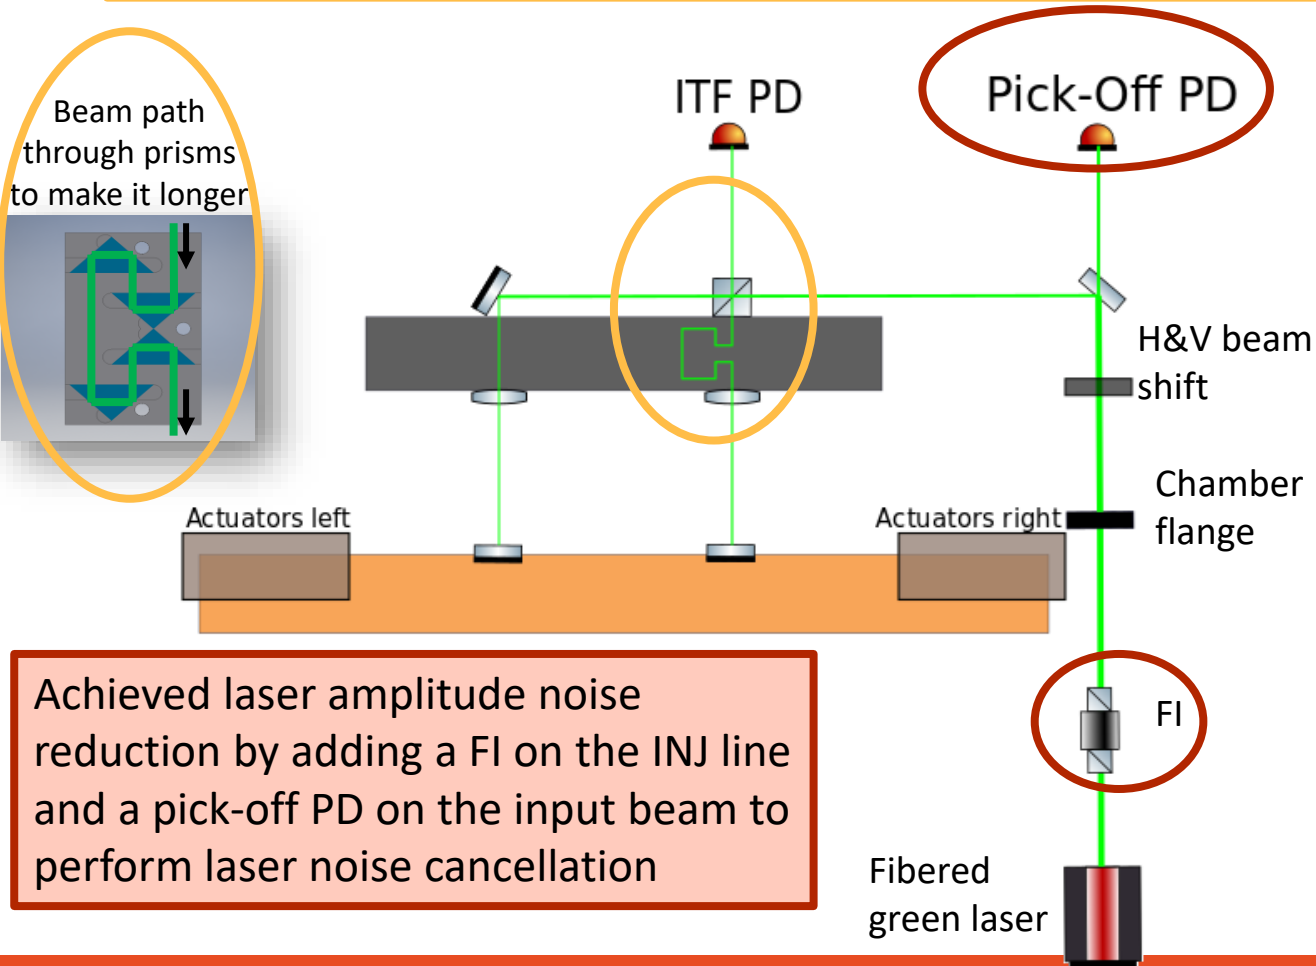 Beam path
through prisms
to make it longer
ITF PD
Pick-Off PD
H&V beam
shift
Chamber
flange
Actuators left
Actuators right
FI
Achieved laser amplitude noise
reduction by adding a FI on the INJ line
and a pick-off PD on the input beam to
perform laser noise cancellation
Fibered
green laser